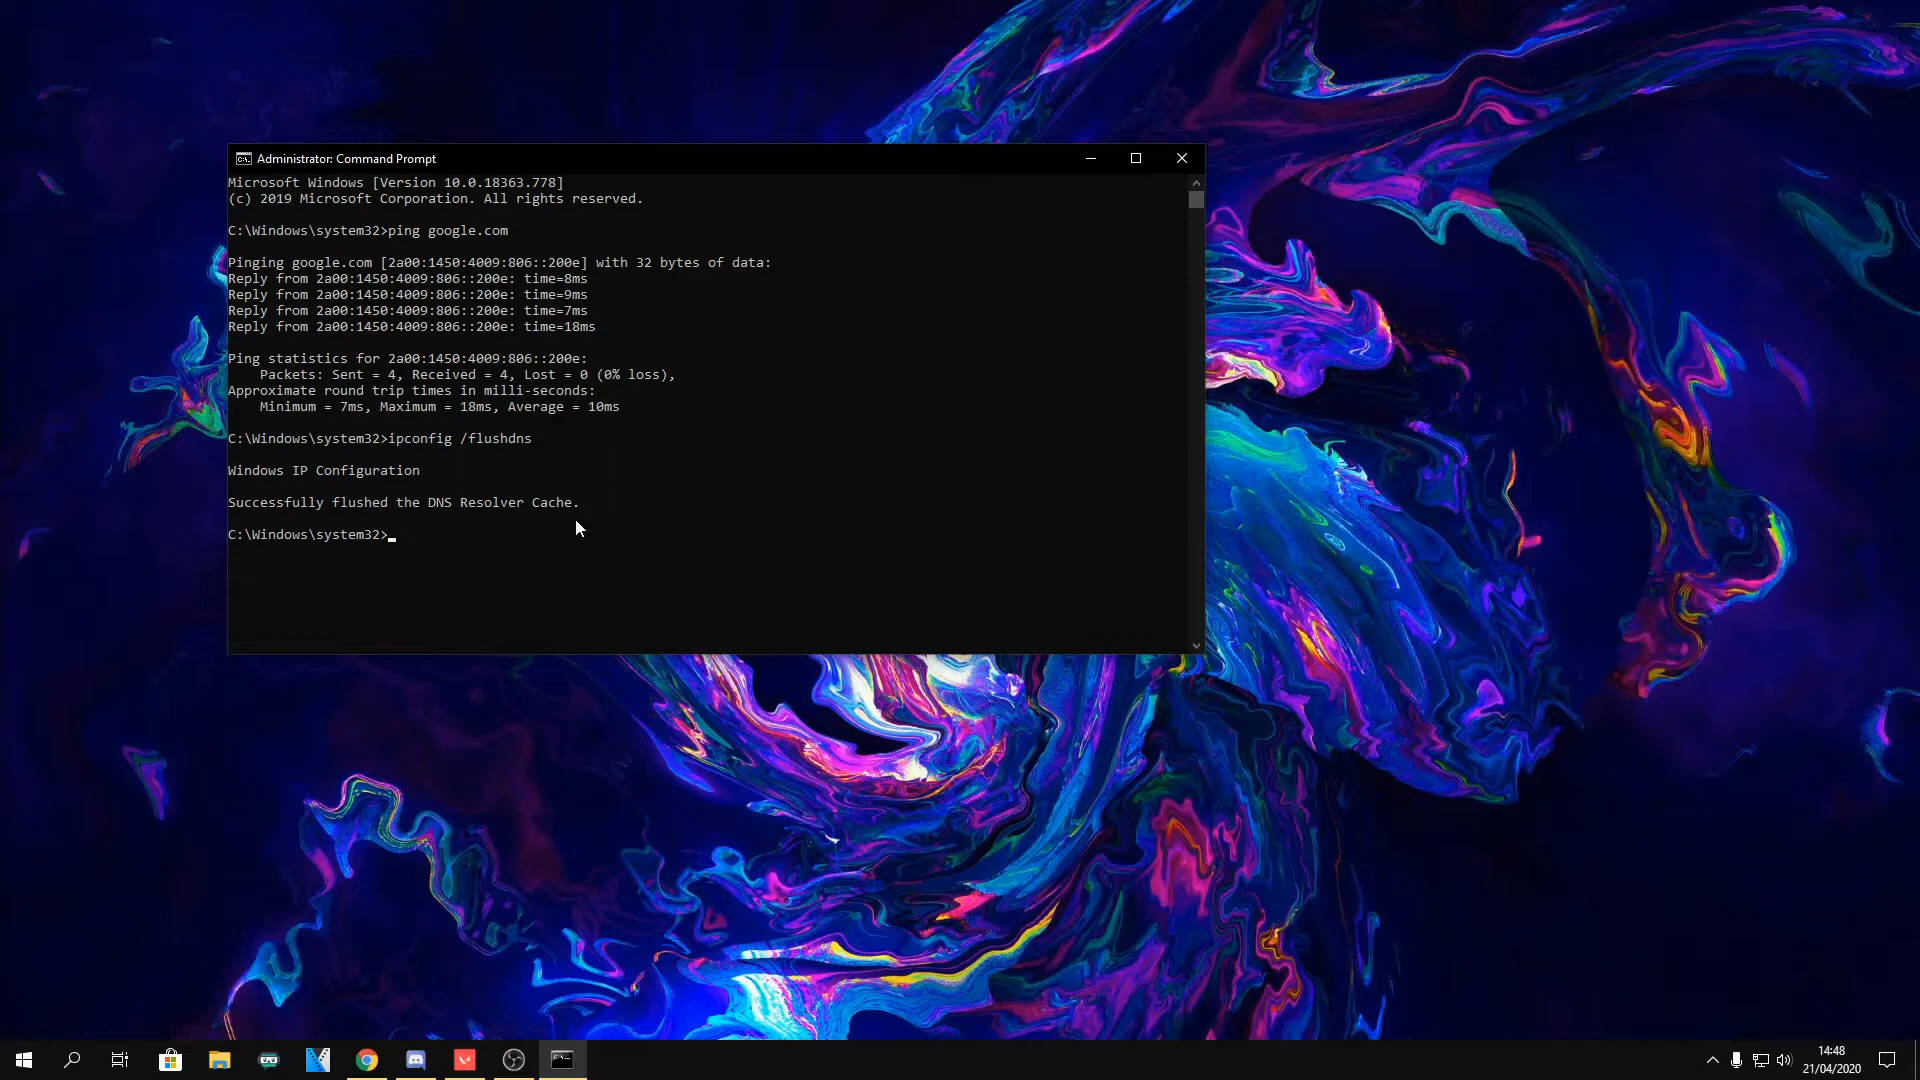 Administrator: Command Prompt
Microsoft Windows [Version 10.0.18363.778]
(c) 2019 Microsoft Corporation. All rights reserved.
C:\Windows\system32>ping google.com
Pinging google.com [2a00:1450:4009:806::200e] with 32 bytes of data:
Reply from 2a00:1450:4009:806::200e: time=8ms
Reply from 2a00:1450:4009:806::200e: time=9ms
Reply from 2a00:1450:4009:806::200e: time=7ms
Reply from 2a00:1450:4009:806::200e: time=18ms
Ping statistics for 2a00:1450:4009:806::200e:
Packets: Sent = 4, Received = 4, Lost = 0 (0% loss),
Approximate round trip times in milli-seconds:
Minimum = 7ms, Maximum = 18ms, Average = 10ms
C:\Windows\system32>ipconfig /flushdns
Windows IP Configuration
Successfully flushed the DNS Resolver Cache.
C:\Windows\system32>
14:48
21/04/2020